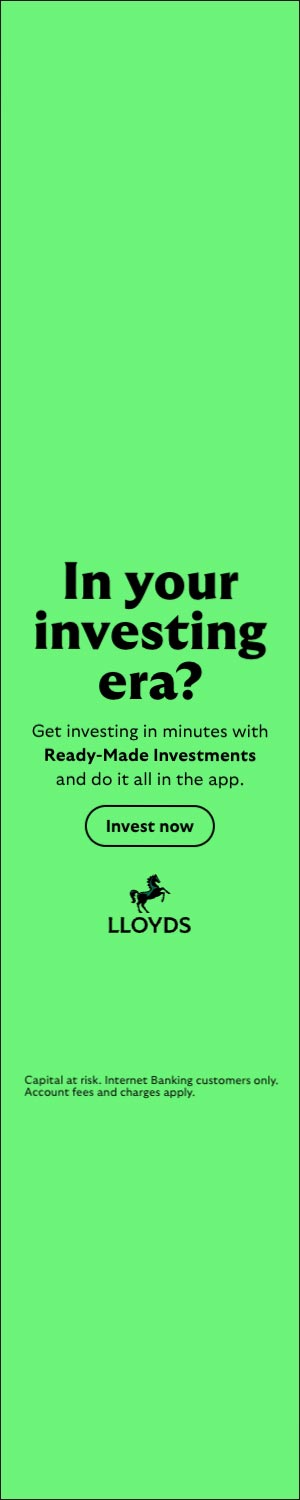 In your
investing
era?
Get investing in minutes with
Ready-Made Investments
and do it all in the app.
Invest now
LLOYDS
Capital at risk. Internet Banking customers only.
Account fees and charges apply.